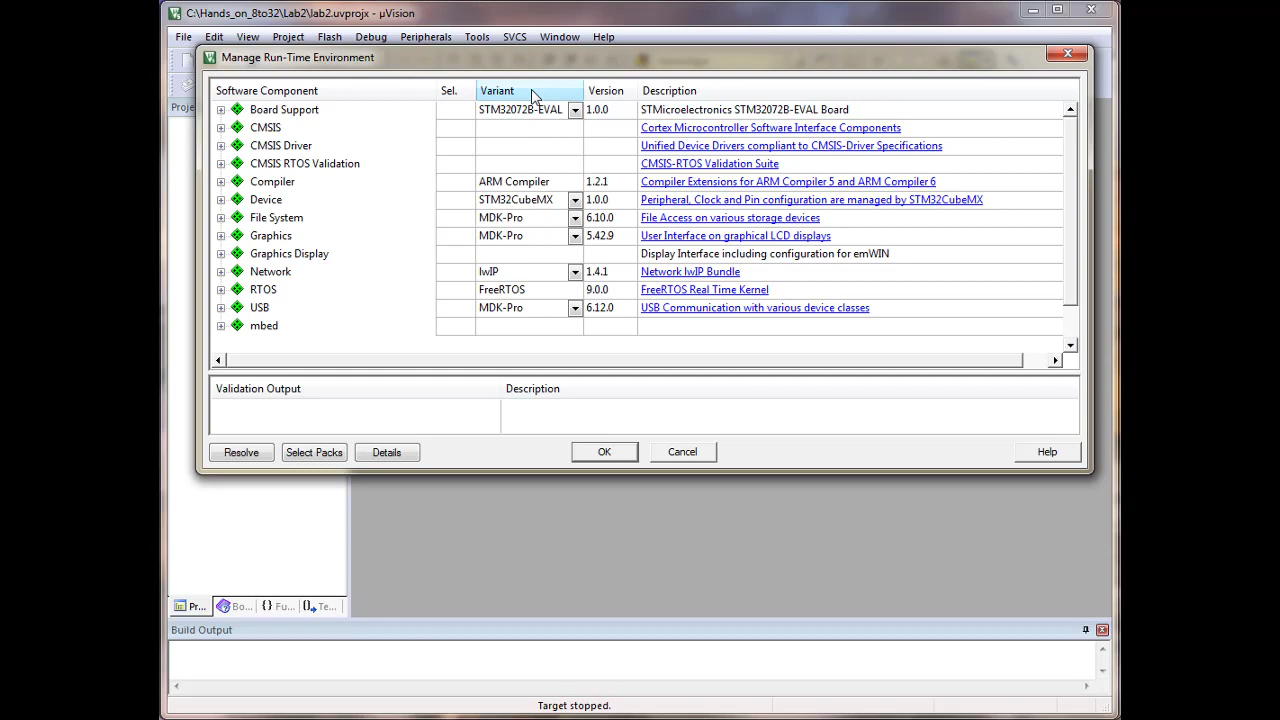 C:\Hands_on_8to32\Lab2\lab2.uvprojx - µVision
File Edit View Project Flash Debug Peripherals Tools SVCS Window Help
Manage Run-Time Environment
Software Component Sel. Variant Version Description
Board Support STM32072B-EVAL 1.0.0 STMicroelectronics STM32072B-EVAL Board
CMSIS Cortex Microcontroller Software Interface Components
CMSIS Driver Unified Device Drivers compliant to CMSIS-Driver Specifications
CMSIS RTOS Validation CMSIS-RTOS Validation Suite
Compiler ARM Compiler 1.2.1 Compiler Extensions for ARM Compiler 5 and ARM Compiler 6
Device STM32CubeMX 1.0.0 Peripheral, Clock and Pin configuration are managed by STM32CubeMX
File System MDK-Pro 6.10.0 File Access on various storage devices
Graphics MDK-Pro 5.42.9 User Interface on graphical LCD displays
Graphics Display Display Interface including configuration for emWIN
Network lwIP 1.4.1 Network lwIP Bundle
RTOS FreeRTOS 9.0.0 FreeRTOS Real Time Kernel
USB MDK-Pro 6.12.0 USB Communication with various device classes
mbed
Validation Output Description
Resolve Select Packs Details OK Cancel Help
Proje
Pr... Bo... {} Fu... Te...
Build Output
Target stopped.